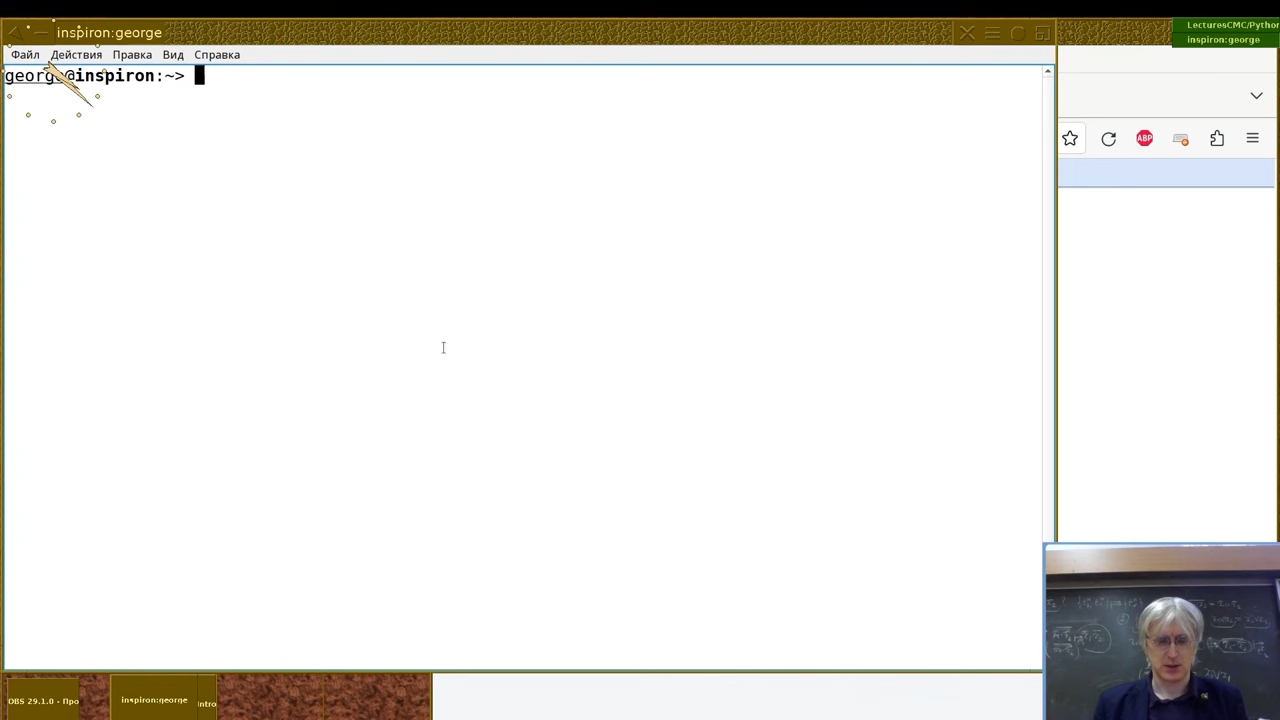 inspiron:george
LecturesCMC/Python
inspiron:george
Файл Действия Правка Вид Справка
george@inspiron:~>
ABP
OBS 29.1.0 - Про
inspiron:george
Intro